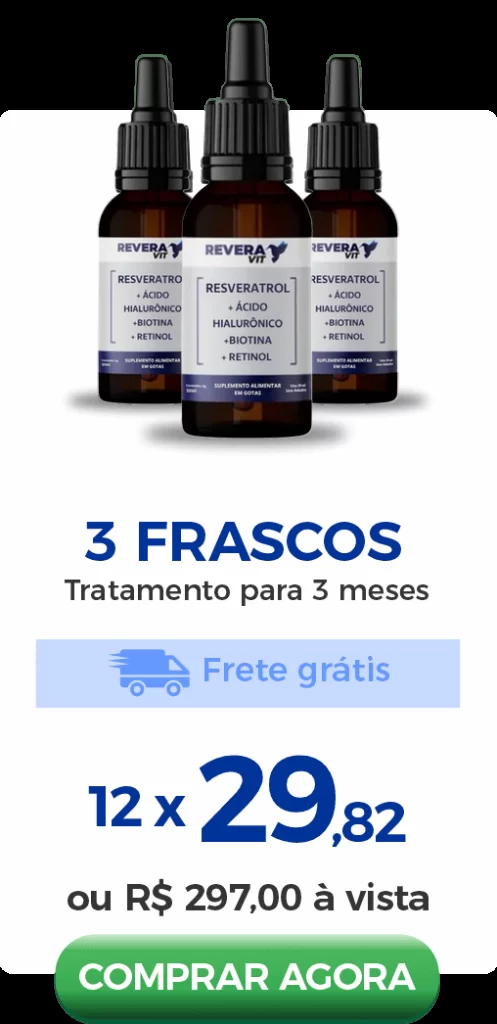 REVERA
VIT
RESVERATROL
+ ÁCIDO
HIALURÔNICO
+BIOTINA
+ RETINOL
SUPLEMENTO ALIMENTAR
EM GOTAS
REVERA
VIT
RESVERATROL
+ ÁCIDO
HIALURÔNICO
+BIOTINA
+ RETINOL
SUPLEMENTO ALIMENTAR
EM GOTAS
REVERA
VIT
RESVERATROL
+ ÁCIDO
HIALURÔNICO
+BIOTINA
+ RETINOL
SUPLEMENTO ALIMENTAR
EM GOTAS
3 FRASCOS
Tratamento para 3 meses
Frete grátis
12 x 29,82
ou R$ 297,00 à vista
COMPRAR AGORA